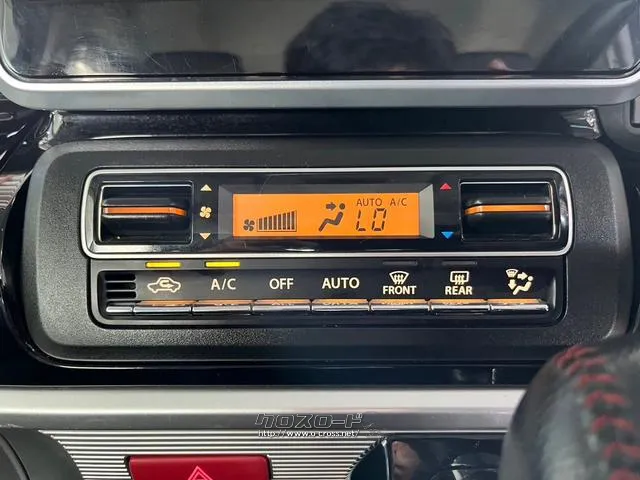 AUTO A/C
LO
A/C OFF AUTO FRONT REAR
クロスロード
http://www.o-cross.net/